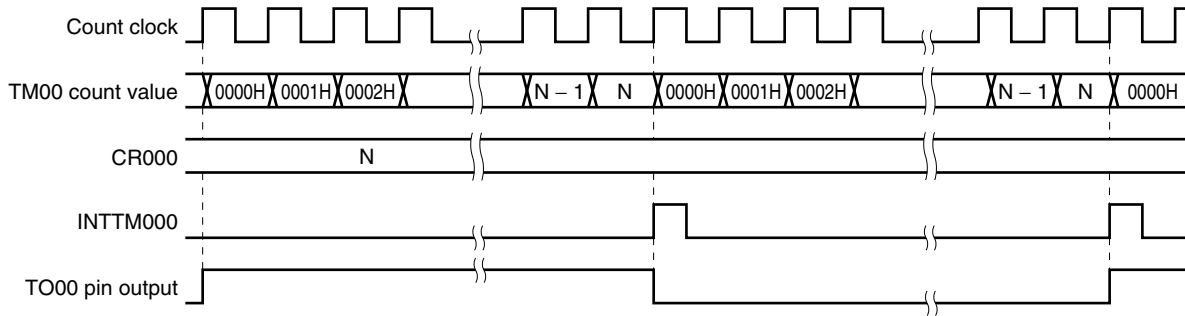 Count clock
TM00 count value 0000H 0001H 0002H N – 1 N 0000H 0001H 0002H N – 1 N 0000H
CR000 N
INTTM000
TO00 pin output